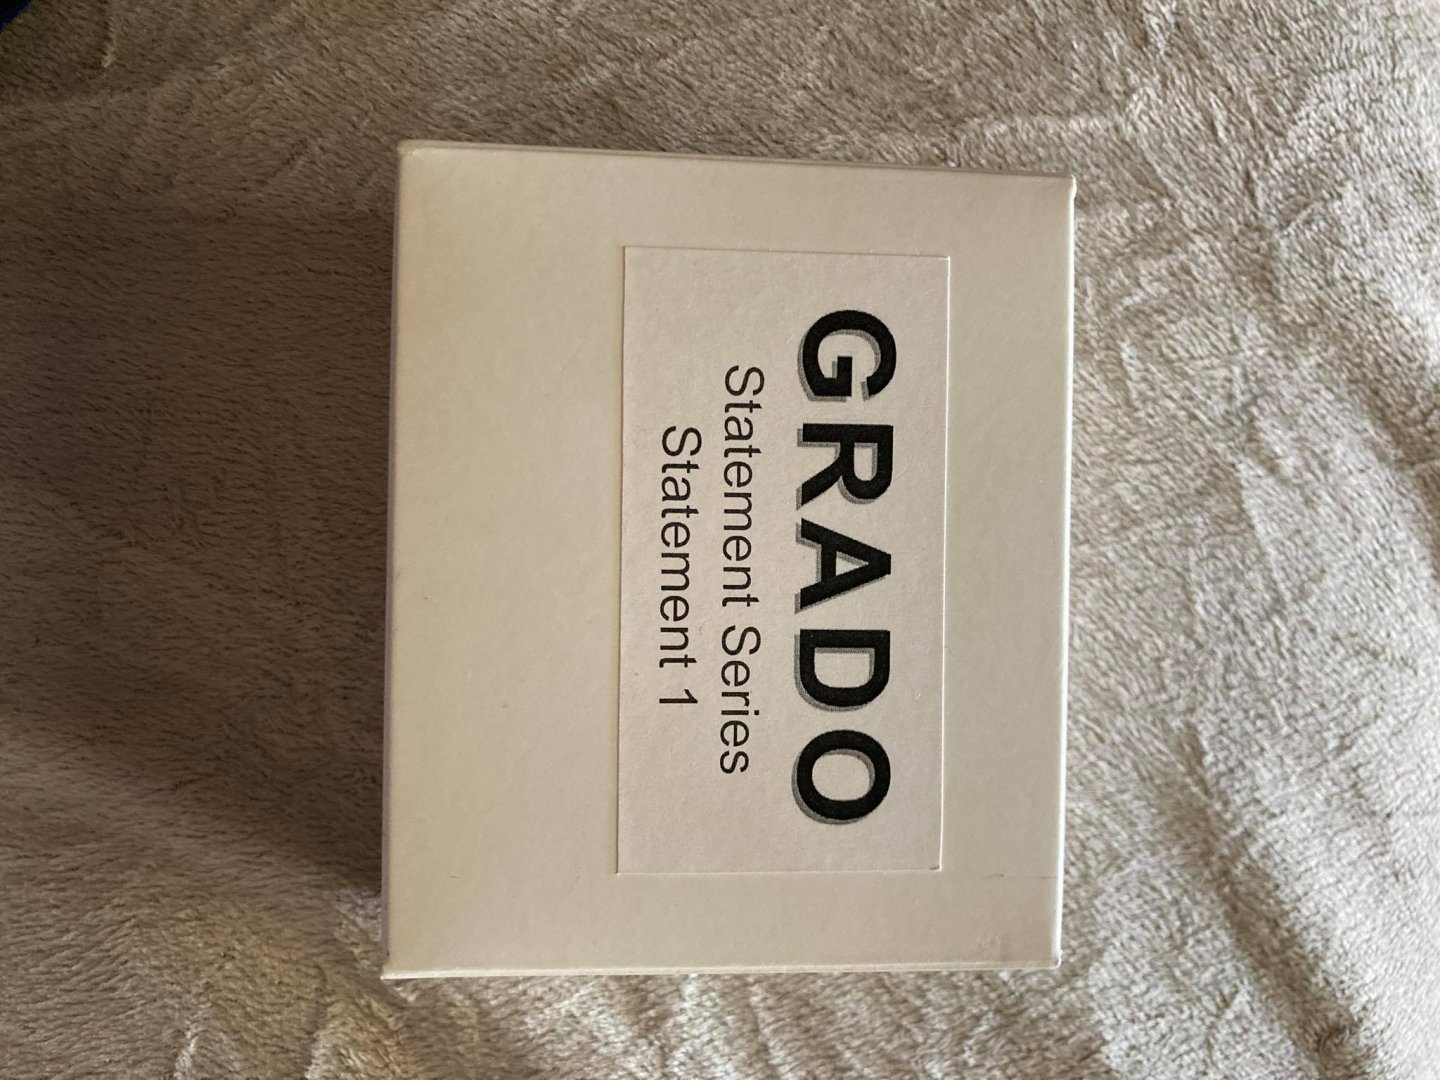 GRADO
Statement Series
Statement 1